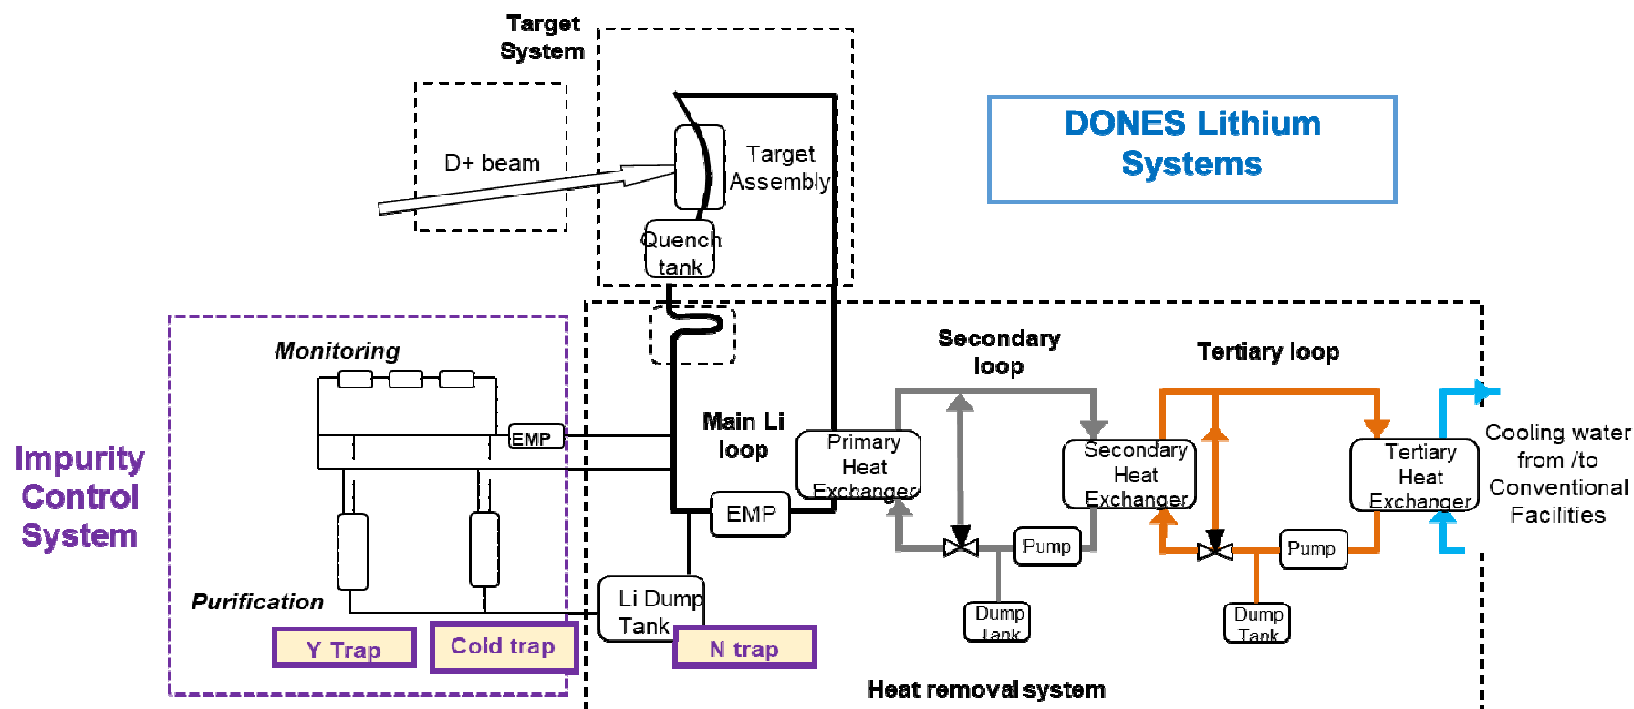 Target
System
DONES Lithium
Systems
D+ beam
Target
Assembly
Quench
tank
Monitoring
Secondary
loop
Tertiary loop
Main Li
loop
EMP
Impurity
Control
System
Primary
Heat
Exchanger
Secondary
Heat
Exchanger
Tertiary
Heat
Exchanger
Cooling water
from /to
Conventional
Facilities
EMP
Pump
Pump
Purification
Li Dump
Tank
Dump
Tank
Dump
Tank
Y Trap
Cold trap
N trap
Heat removal system